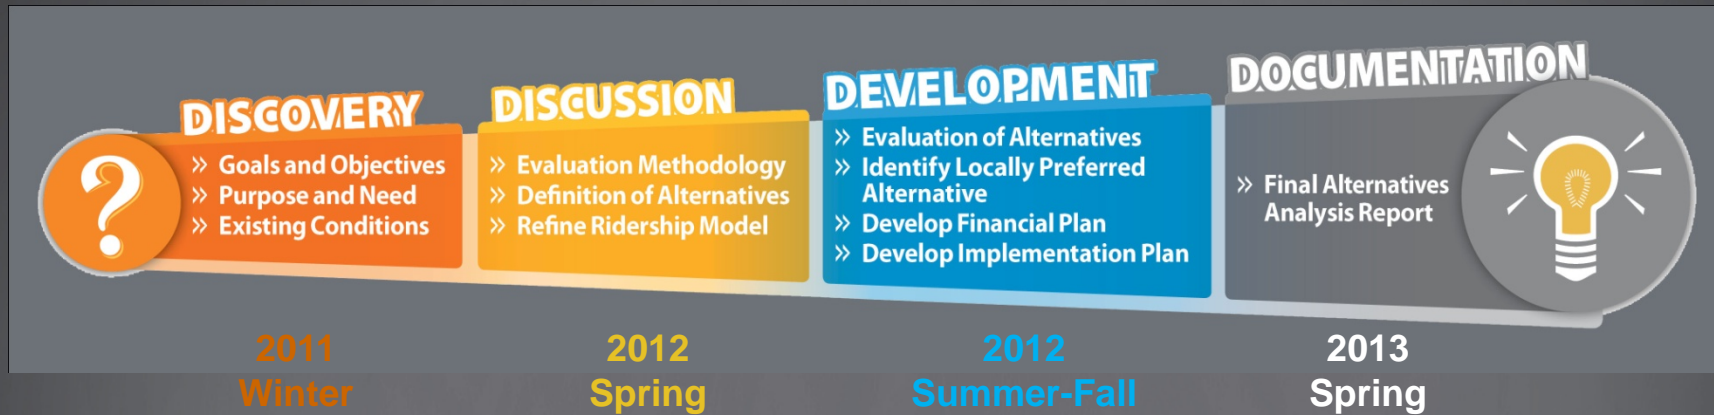 DISCOVERY
» Goals and Objectives
» Purpose and Need
» Existing Conditions
DISCUSSION
» Evaluation Methodology
» Definition of Alternatives
» Refine Ridership Model
DEVELOPMENT
» Evaluation of Alternatives
» Identify Locally Preferred
Alternative
» Develop Financial Plan
» Develop Implementation Plan
DOCUMENTATION
» Final Alternatives
Analysis Report
?
2011
Winter
2012
Spring
2012
Summer-Fall
2013
Spring